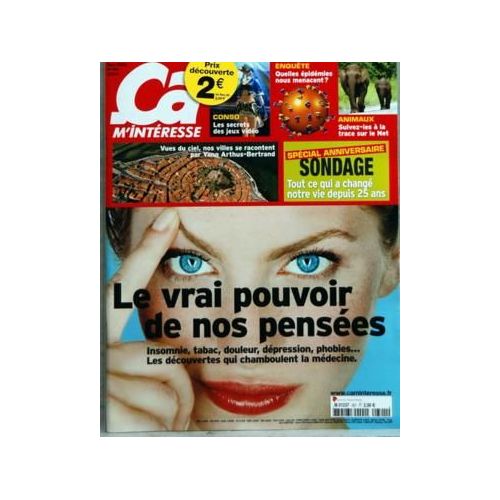 Prix
découverte
2€
Ça
M'INTÉRESSE
CONSO
Les secrets
des jeux vidéo
ENQUÊTE
Quelles épidémies
nous menacent ?
ANIMAUX
Suivez-les à la
trace sur le Net
Vues du ciel, nos villes se racontent
par Yann Arthus-Bertrand
SPÉCIAL ANNIVERSAIRE
SONDAGE
Tout ce qui a changé
notre vie depuis 25 ans
Le vrai pouvoir
de nos pensées
Insomnie, tabac, douleur, dépression, phobies...
Les découvertes qui chamboulent la médecine.
www.caminteresse.fr